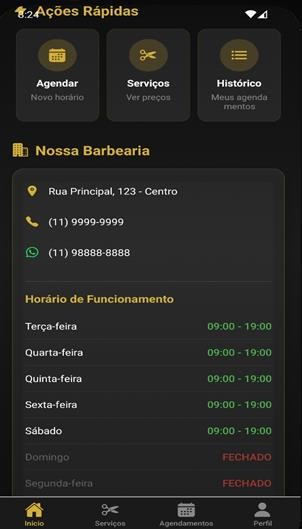 8:24
Ações Rápidas
Agendar
Novo horário
Serviços
Ver preços
Histórico
Meus agenda
mentos
Nossa Barbearia
Rua Principal, 123 - Centro
(11) 9999-9999
(11) 98888-8888
Horário de Funcionamento
Terça-feira 09:00 - 19:00
Quarta-feira 09:00 - 19:00
Quinta-feira 09:00 - 19:00
Sexta-feira 09:00 - 19:00
Sábado 09:00 - 19:00
Domingo FECHADO
Segunda-feira FECHADO
Início Serviços Agendamentos Perfil